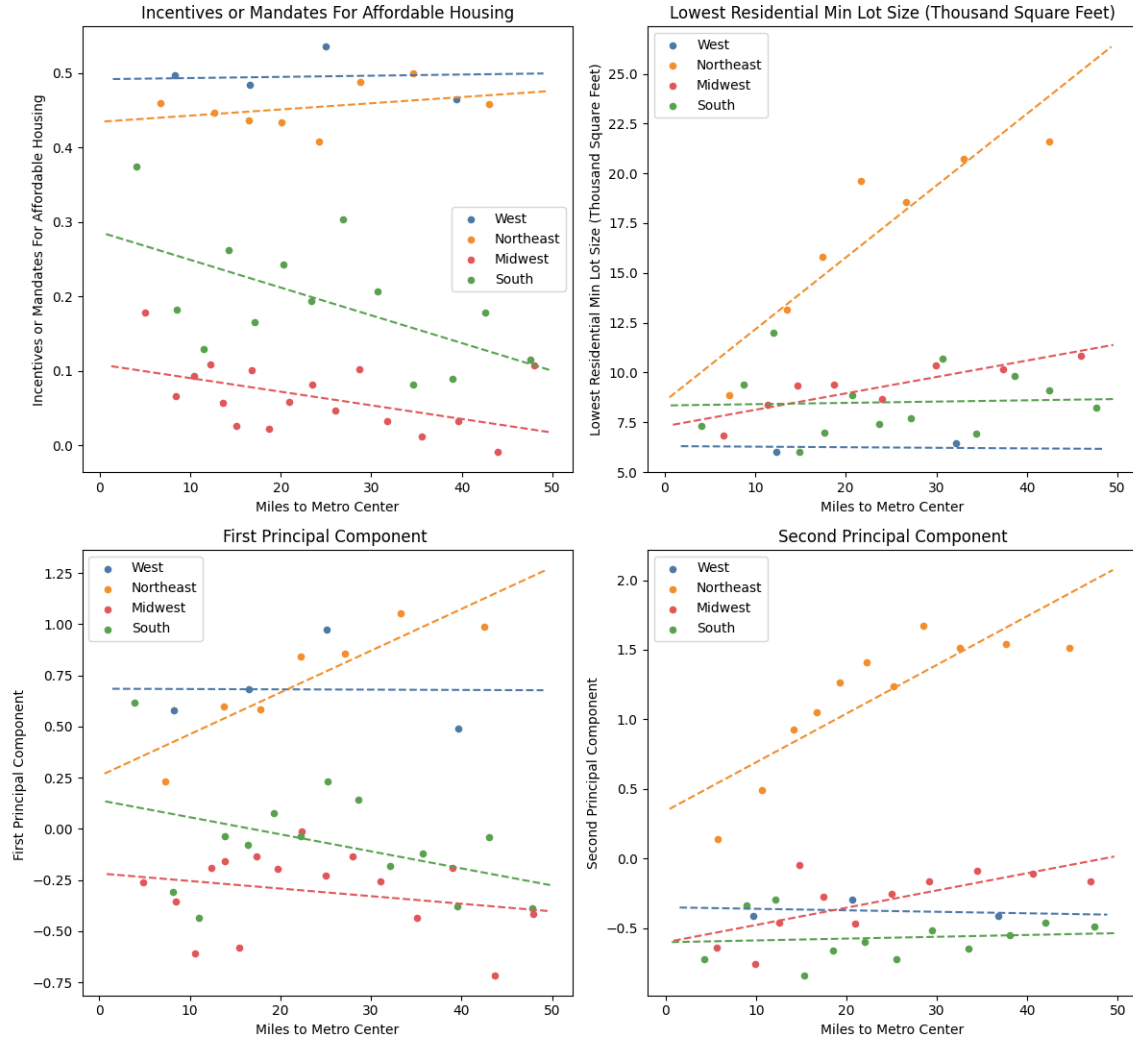 Incentives or Mandates For Affordable Housing
Incentives or Mandates For Affordable Housing
0.5
0.4
0.3
0.2
0.1
0.0
West
Northeast
Midwest
South
0 10 20 30 40 50
Miles to Metro Center
Lowest Residential Min Lot Size (Thousand Square Feet)
Lowest Residential Min Lot Size (Thousand Square Feet)
25.0
22.5
20.0
17.5
15.0
12.5
10.0
7.5
5.0
West
Northeast
Midwest
South
0 10 20 30 40 50
Miles to Metro Center
First Principal Component
First Principal Component
1.25
1.00
0.75
0.50
0.25
0.00
−0.25
−0.50
−0.75
West
Northeast
Midwest
South
0 10 20 30 40 50
Miles to Metro Center
Second Principal Component
Second Principal Component
2.0
1.5
1.0
0.5
0.0
−0.5
West
Northeast
Midwest
South
0 10 20 30 40 50
Miles to Metro Center